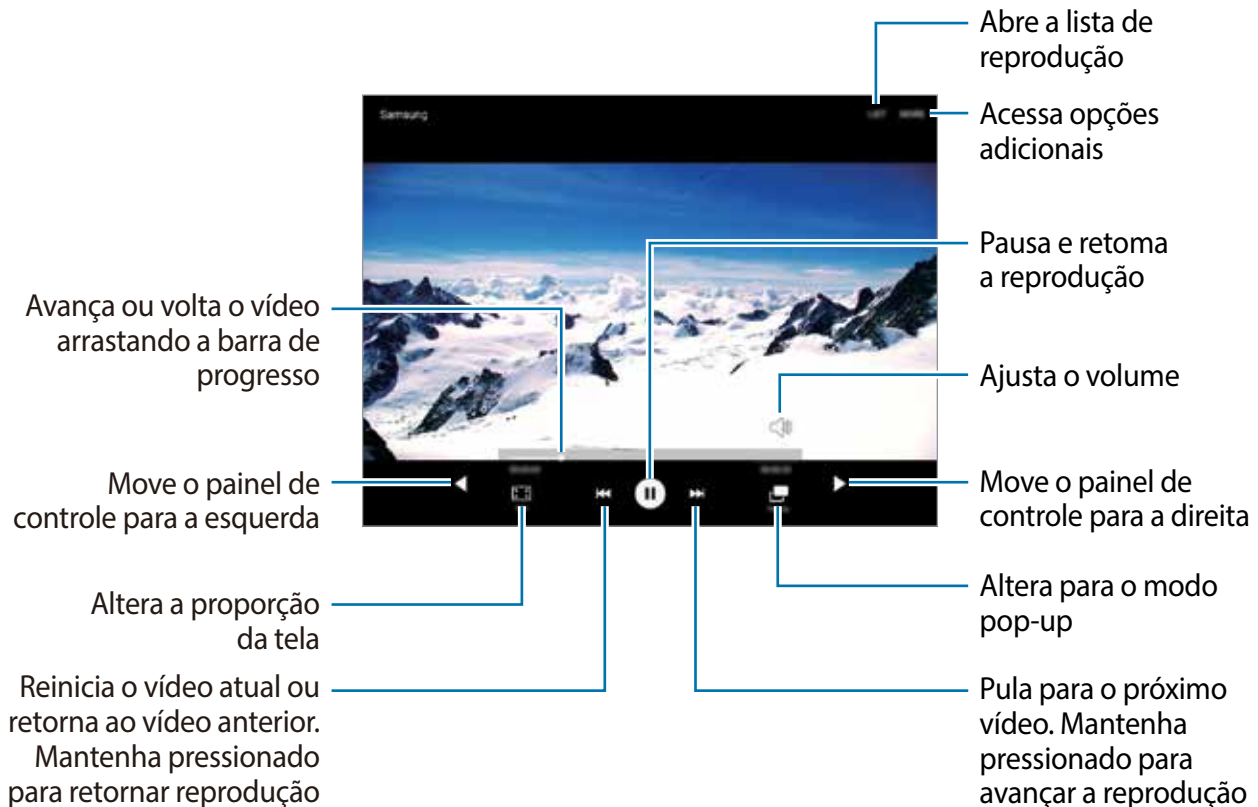 Abre a lista de
reprodução
Samsung
LIST MORE
Acessa opções
adicionais
Pausa e retoma
a reprodução
Avança ou volta o vídeo
arrastando a barra de
progresso
Ajusta o volume
Move o painel de
controle para a esquerda
Move o painel de
controle para a direita
Altera a proporção
da tela
Altera para o modo
pop-up
Reinicia o vídeo atual ou
retorna ao vídeo anterior.
Mantenha pressionado
para retornar reprodução
Pula para o próximo
vídeo. Mantenha
pressionado para
avançar a reprodução